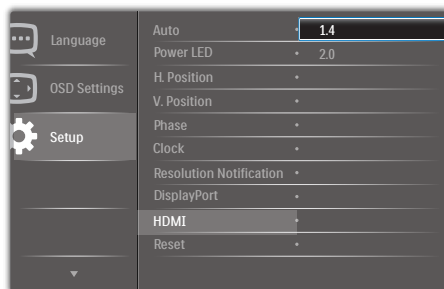 Language
OSD Settings
Setup
Auto
Power LED
H. Position
V. Position
Phase
Clock
Resolution Notification
DisplayPort
HDMI
Reset
1.4
2.0